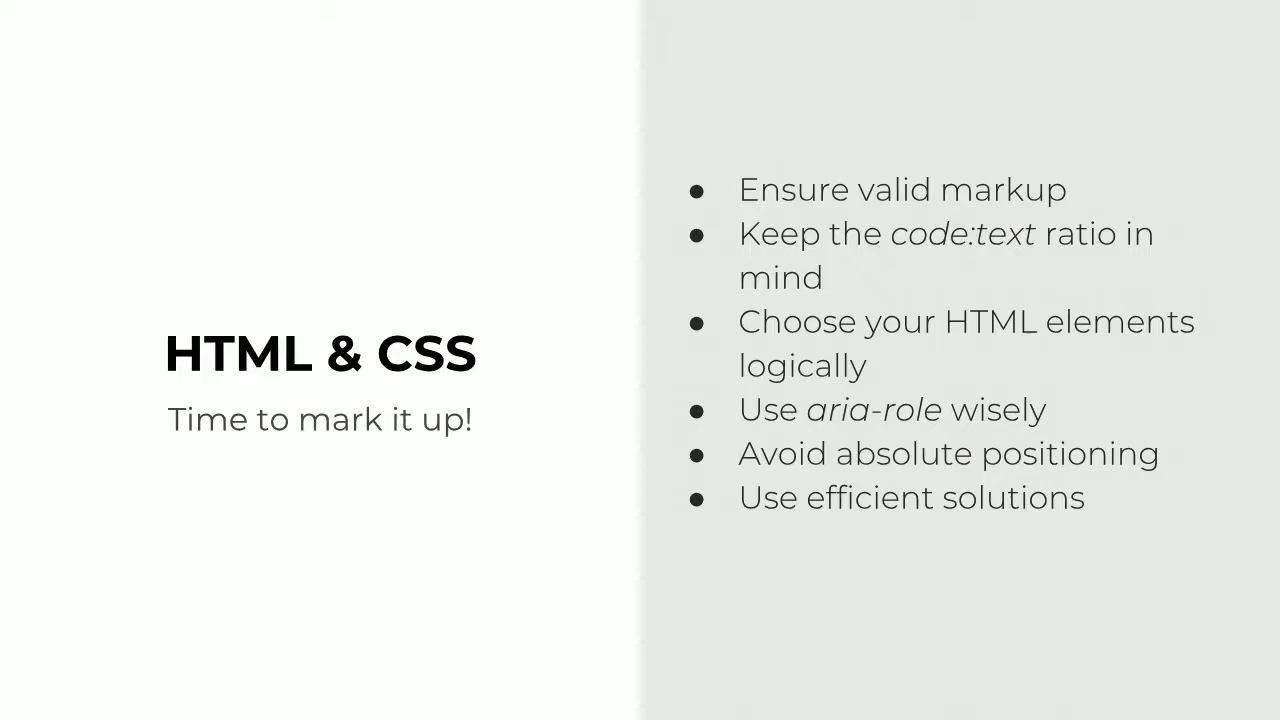 HTML & CSS
Time to mark it up!
● Ensure valid markup
● Keep the code:text ratio in
mind
● Choose your HTML elements
logically
● Use aria-role wisely
● Avoid absolute positioning
● Use efficient solutions